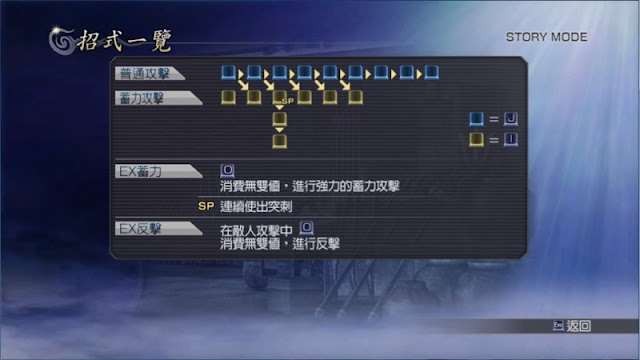 招式一覽
STORY MODE
普通攻擊
蓄力攻擊
SP
= J
= I
EX蓄力
O
消費無雙值，進行強力的蓄力攻擊
SP 連續使出突刺
EX反擊
在敵人攻擊中 O
消費無雙值，進行反擊
Esc 返回